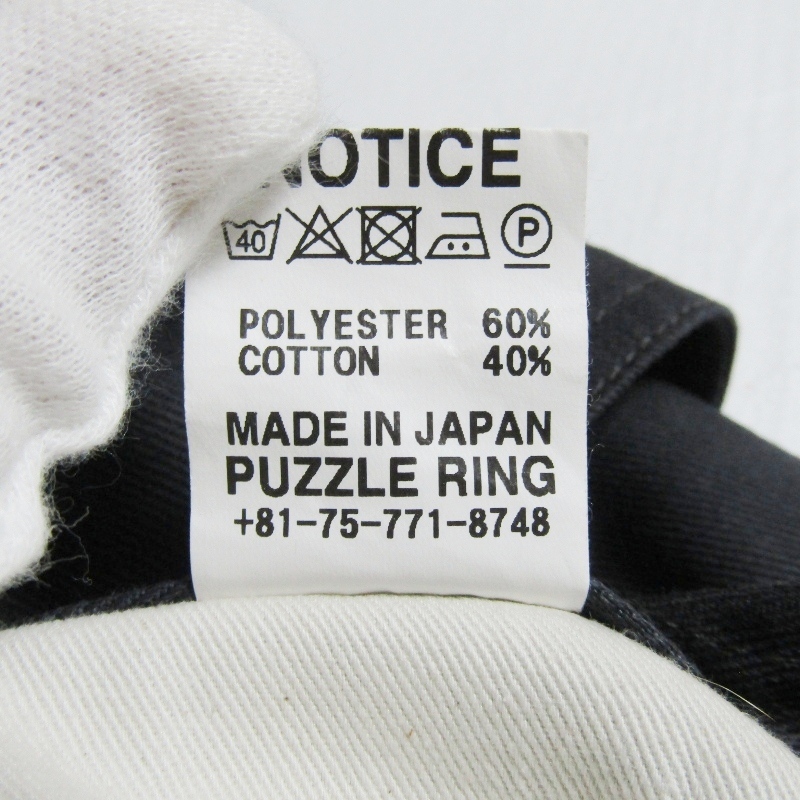 NOTICE
40 P
POLYESTER 60%
COTTON 40%
MADE IN JAPAN
PUZZLE RING
+81-75-771-8748